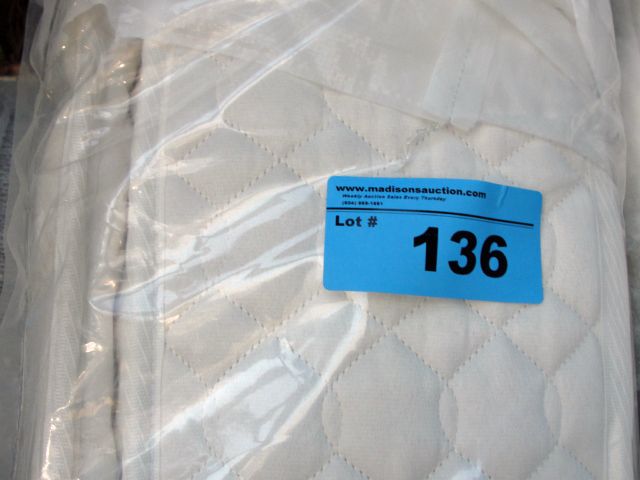 www.madisonsauction.com
Weekly Auction Sales Every Thursday
Lot #
136